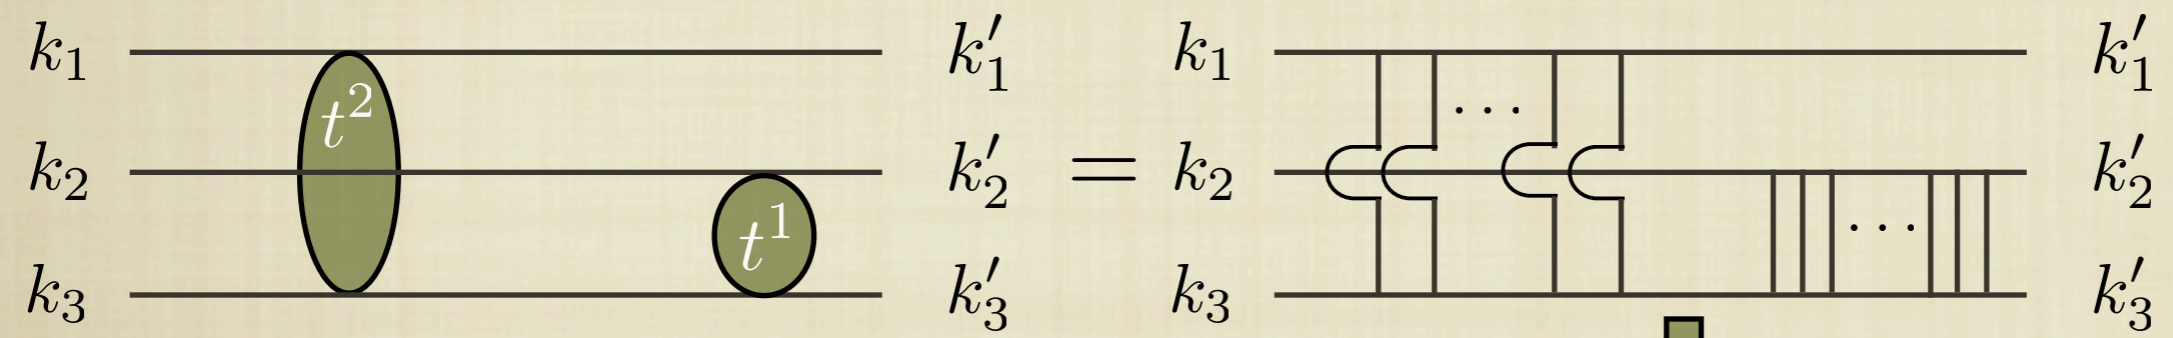 k₁ k′₁ k₁ k′₁
t² ···
k₂ k′₂ = k₂ k′₂
t¹ ···
k₃ k′₃ k₃ k′₃